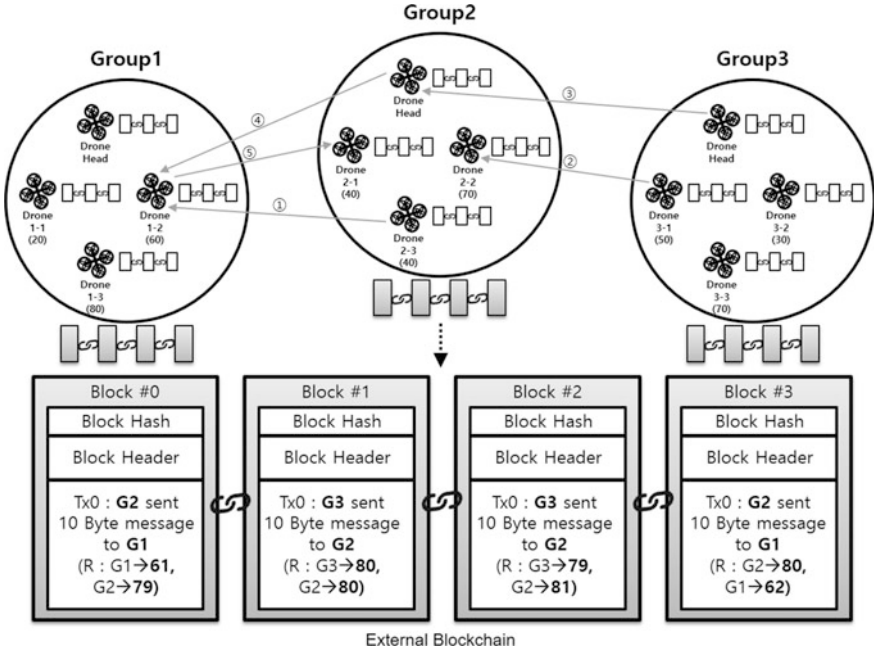 Group1
Group2
Group3
Drone
Head
Drone
1-1
(20)
Drone
1-2
(60)
Drone
1-3
(80)
Drone
Head
Drone
2-1
(40)
Drone
2-2
(70)
Drone
2-3
(40)
Drone
Head
Drone
3-1
(50)
Drone
3-2
(30)
Drone
3-3
(70)
①
②
③
④
⑤
Block #0
Block Hash
Block Header
Tx0 : G2 sent
10 Byte message
to G1
(R : G1→61,
G2→79)
Block #1
Block Hash
Block Header
Tx0 : G3 sent
10 Byte message
to G2
(R : G3→80,
G2→80)
Block #2
Block Hash
Block Header
Tx0 : G3 sent
10 Byte message
to G2
(R : G3→79,
G2→81)
Block #3
Block Hash
Block Header
Tx0 : G2 sent
10 Byte message
to G1
(R : G2→80,
G1→62)
External Blockchain